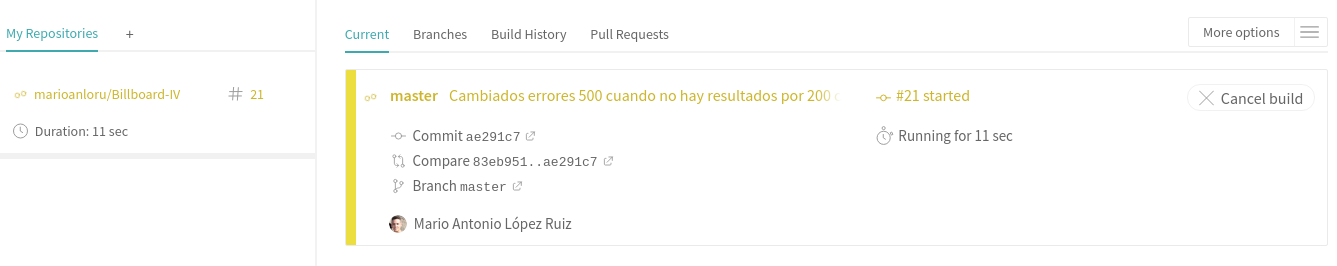 My Repositories +
marioanloru/Billboard-IV # 21
Duration: 11 sec
Current Branches Build History Pull Requests More options
master Cambiados errores 500 cuando no hay resultados por 200 c #21 started Cancel build
Commit ae291c7 Running for 11 sec
Compare 83eb951..ae291c7
Branch master
Mario Antonio López Ruiz